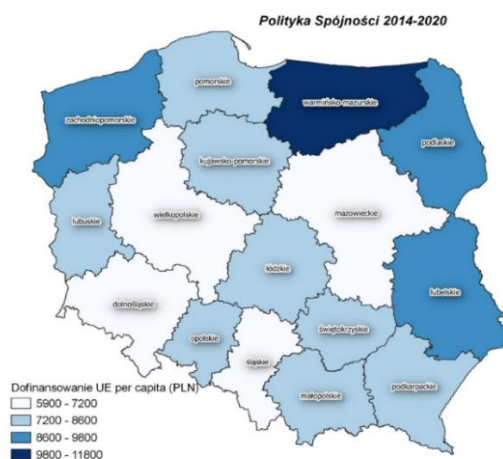 Polityka Spójności 2014-2020
pomorskie
warmińsko-mazurskie
zachodniopomorskie
podlaskie
kujawsko-pomorskie
mazowieckie
wielkopolskie
lubuskie
łódzkie
lubelskie
dolnośląskie
świętokrzyskie
opolskie
śląskie
podkarpackie
małopolskie
Dofinansowanie UE per capita (PLN)
5900 - 7200
7200 - 8600
8600 - 9800
9800 - 11800